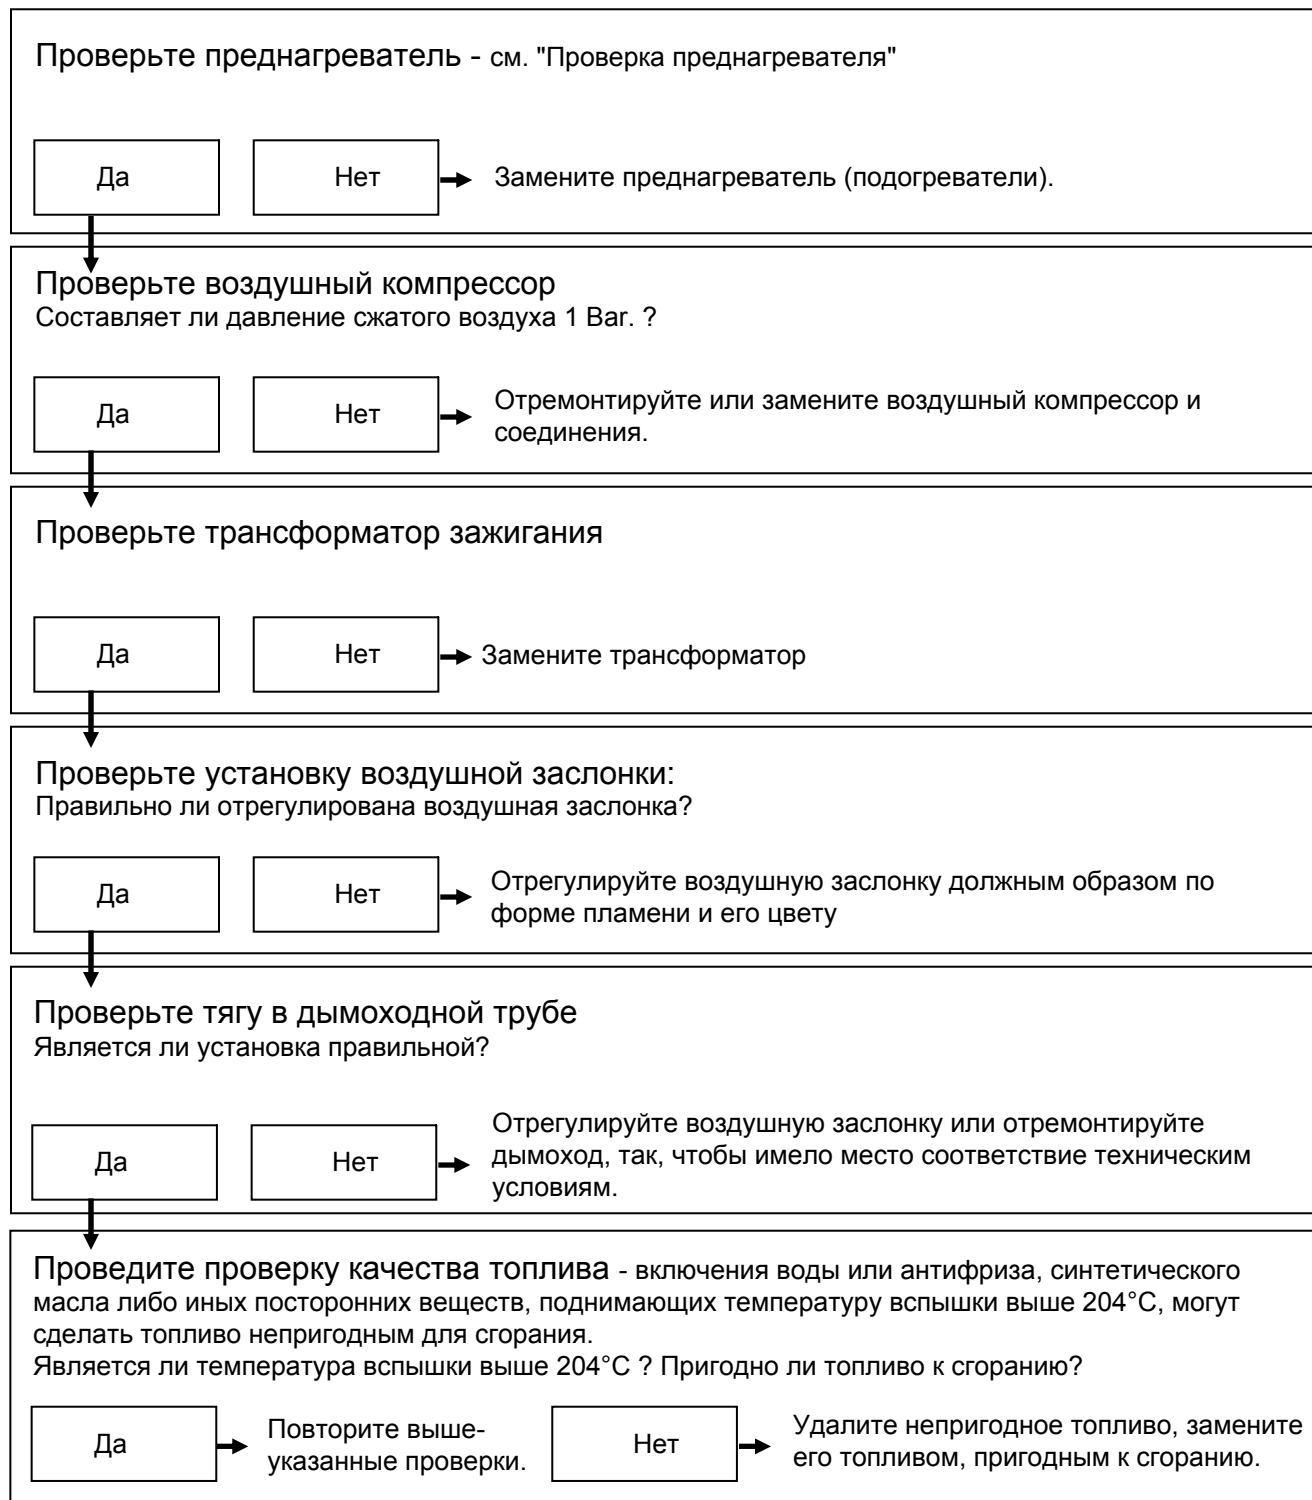 Проверьте преднагреватель - см. "Проверка преднагревателя"
Да
Нет
Замените преднагреватель (подогреватели).
Проверьте воздушный компрессор
Составляет ли давление сжатого воздуха 1 Bar. ?
Да
Нет
Отремонтируйте или замените воздушный компрессор и
соединения.
Проверьте трансформатор зажигания
Да
Нет
Замените трансформатор
Проверьте установку воздушной заслонки:
Правильно ли отрегулирована воздушная заслонка?
Да
Нет
Отрегулируйте воздушную заслонку должным образом по
форме пламени и его цвету
Проверьте тягу в дымоходной трубе
Является ли установка правильной?
Да
Нет
Отрегулируйте воздушную заслонку или отремонтируйте
дымоход, так, чтобы имело место соответствие техническим
условиям.
Проведите проверку качества топлива - включения воды или антифриза, синтетического
масла либо иных посторонних веществ, поднимающих температуру вспышки выше 204°C, могут
сделать топливо непригодным для сгорания.
Является ли температура вспышки выше 204°C ? Пригодно ли топливо к сгоранию?
Да
Повторите выше-
указанные проверки.
Нет
Удалите непригодное топливо, замените
его топливом, пригодным к сгоранию.